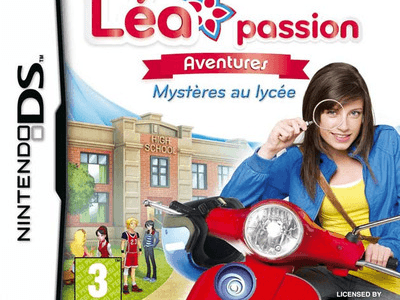 Léa passion
Aventures
Mystères au lycée
NINTENDO DS
HIGH
SCHOOL
3
LICENSED BY